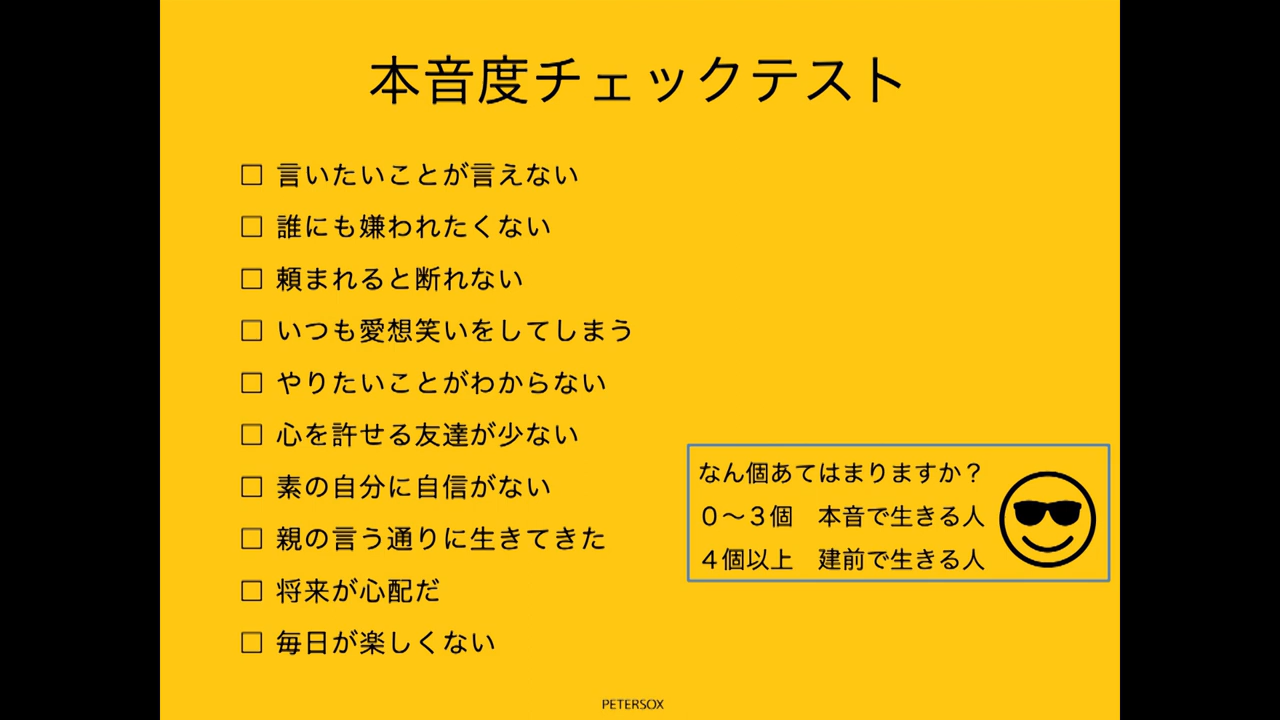 本音度チェックテスト
□ 言いたいことが言えない
□ 誰にも嫌われたくない
□ 頼まれると断れない
□ いつも愛想笑いをしてしまう
□ やりたいことがわからない
□ 心を許せる友達が少ない
□ 素の自分に自信がない
□ 親の言う通りに生きてきた
□ 将来が心配だ
□ 毎日が楽しくない
なん個あてはまりますか？
０〜３個　本音で生きる人
４個以上　建前で生きる人
PETERSOX